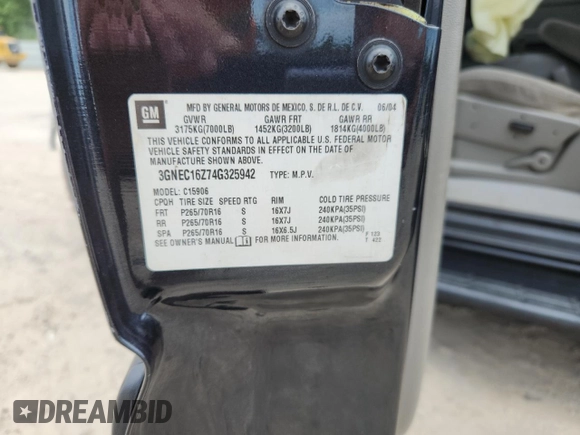 GM
MFD BY GENERAL MOTORS DE MEXICO, S. DE R.L. DE C.V. 06/04
GVWR GAWR FRT GAWR RR
3175KG(7000LB) 1452KG(3200LB) 1814KG(4000LB)
THIS VEHICLE CONFORMS TO ALL APPLICABLE U.S. FEDERAL MOTOR
VEHICLE SAFETY STANDARDS IN EFFECT ON THE DATE OF
MANUFACTURE SHOWN ABOVE.
3GNEC16Z74G325942 TYPE: M.P.V.
MODEL: C15906
CPQH TIRE SIZE SPEED RTG RIM COLD TIRE PRESSURE
FRT P265/70R16 S 16X7J 240KPA(35PSI)
RR P265/70R16 S 16X7J 240KPA(35PSI)
SPA P265/70R16 S 16X6.5J 240KPA(35PSI)
SEE OWNER'S MANUAL FOR MORE INFORMATION.
F 123
T 422
DREAMBID